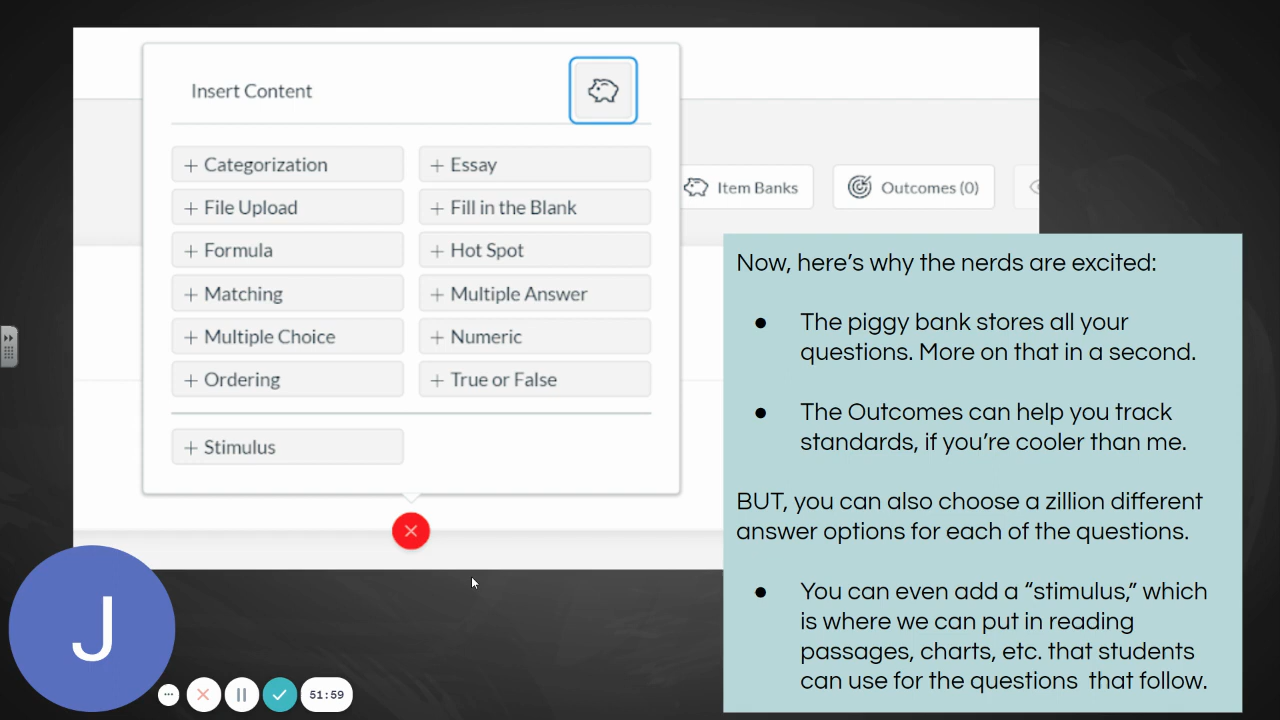 Insert Content
+ Categorization
+ Essay
+ File Upload
+ Fill in the Blank
+ Formula
+ Hot Spot
+ Matching
+ Multiple Answer
+ Multiple Choice
+ Numeric
+ Ordering
+ True or False
+ Stimulus
Item Banks
Outcomes (0)
Now, here's why the nerds are excited:
● The piggy bank stores all your
questions. More on that in a second.
● The Outcomes can help you track
standards, if you're cooler than me.
BUT, you can also choose a zillion different
answer options for each of the questions.
● You can even add a “stimulus,” which
is where we can put in reading
passages, charts, etc. that students
can use for the questions that follow.
J
51:59